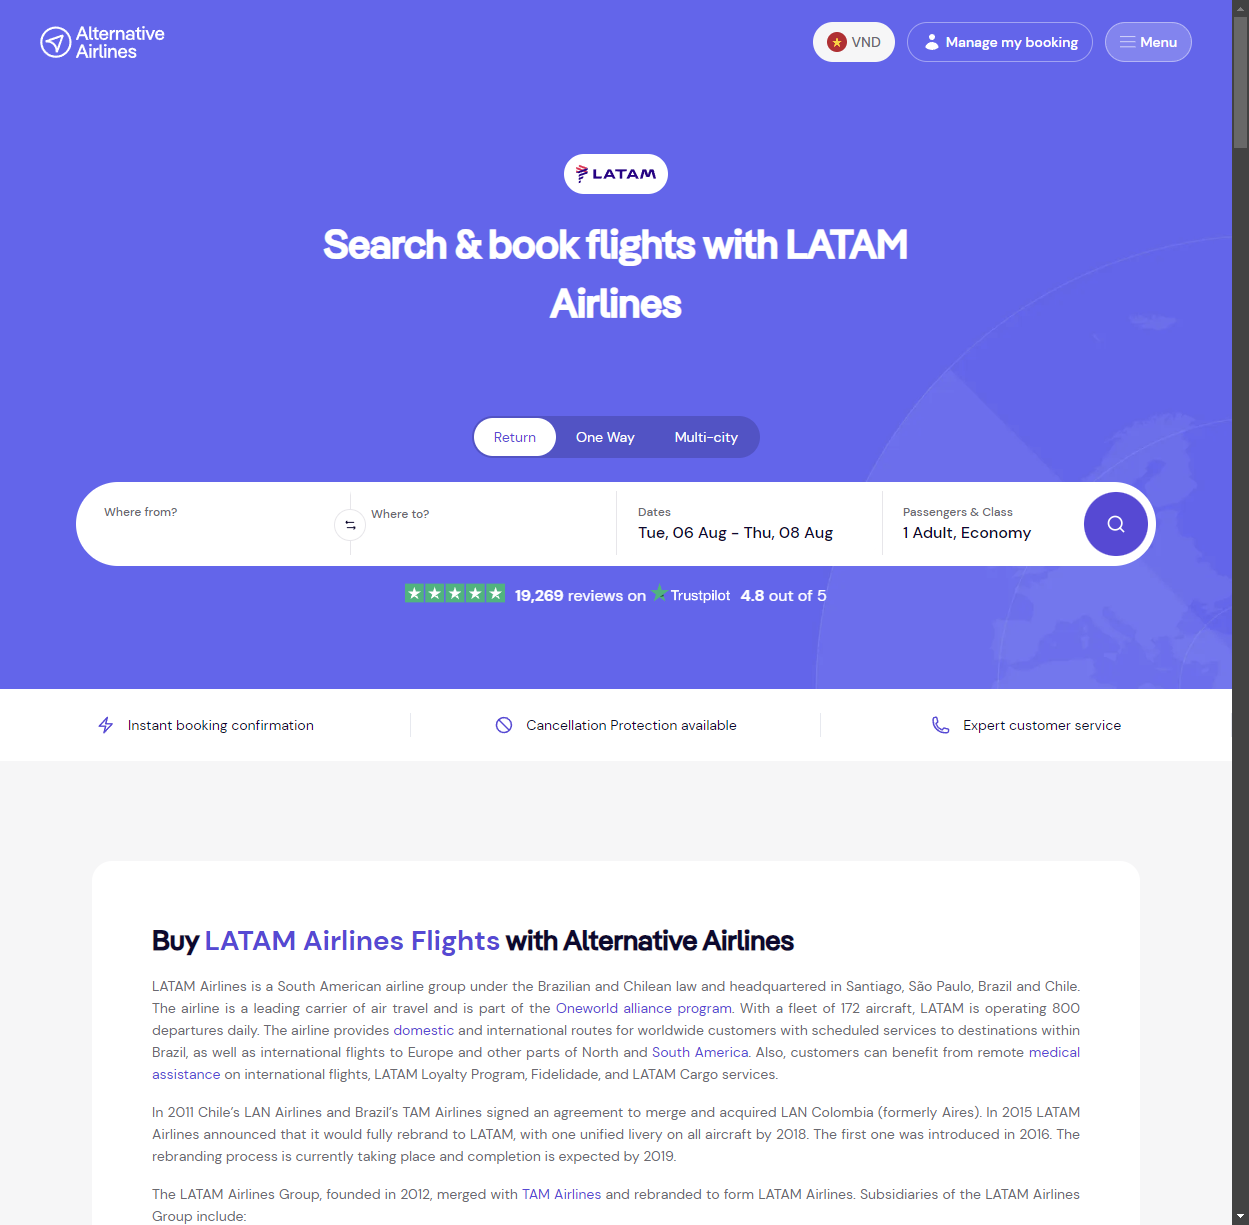 Alternative
Airlines
VND
Manage my booking
Menu
LATAM
Search & book flights with LATAM
Airlines
Return
One Way
Multi-city
Where from?
Where to?
Dates
Tue, 06 Aug - Thu, 08 Aug
Passengers & Class
1 Adult, Economy
19,269 reviews on Trustpilot 4.8 out of 5
Instant booking confirmation
Cancellation Protection available
Expert customer service
Buy LATAM Airlines Flights with Alternative Airlines
LATAM Airlines is a South American airline group under the Brazilian and Chilean law and headquartered in Santiago, São Paulo, Brazil and Chile.
The airline is a leading carrier of air travel and is part of the Oneworld alliance program. With a fleet of 172 aircraft, LATAM is operating 800
departures daily. The airline provides domestic and international routes for worldwide customers with scheduled services to destinations within
Brazil, as well as international flights to Europe and other parts of North and South America. Also, customers can benefit from remote medical
assistance on international flights, LATAM Loyalty Program, Fidelidade, and LATAM Cargo services.
In 2011 Chile’s LAN Airlines and Brazil’s TAM Airlines signed an agreement to merge and acquired LAN Colombia (formerly Aires). In 2015 LATAM
Airlines announced that it would fully rebrand to LATAM, with one unified livery on all aircraft by 2018. The first one was introduced in 2016. The
rebranding process is currently taking place and completion is expected by 2019.
The LATAM Airlines Group, founded in 2012, merged with TAM Airlines and rebranded to form LATAM Airlines. Subsidiaries of the LATAM Airlines
Group include: